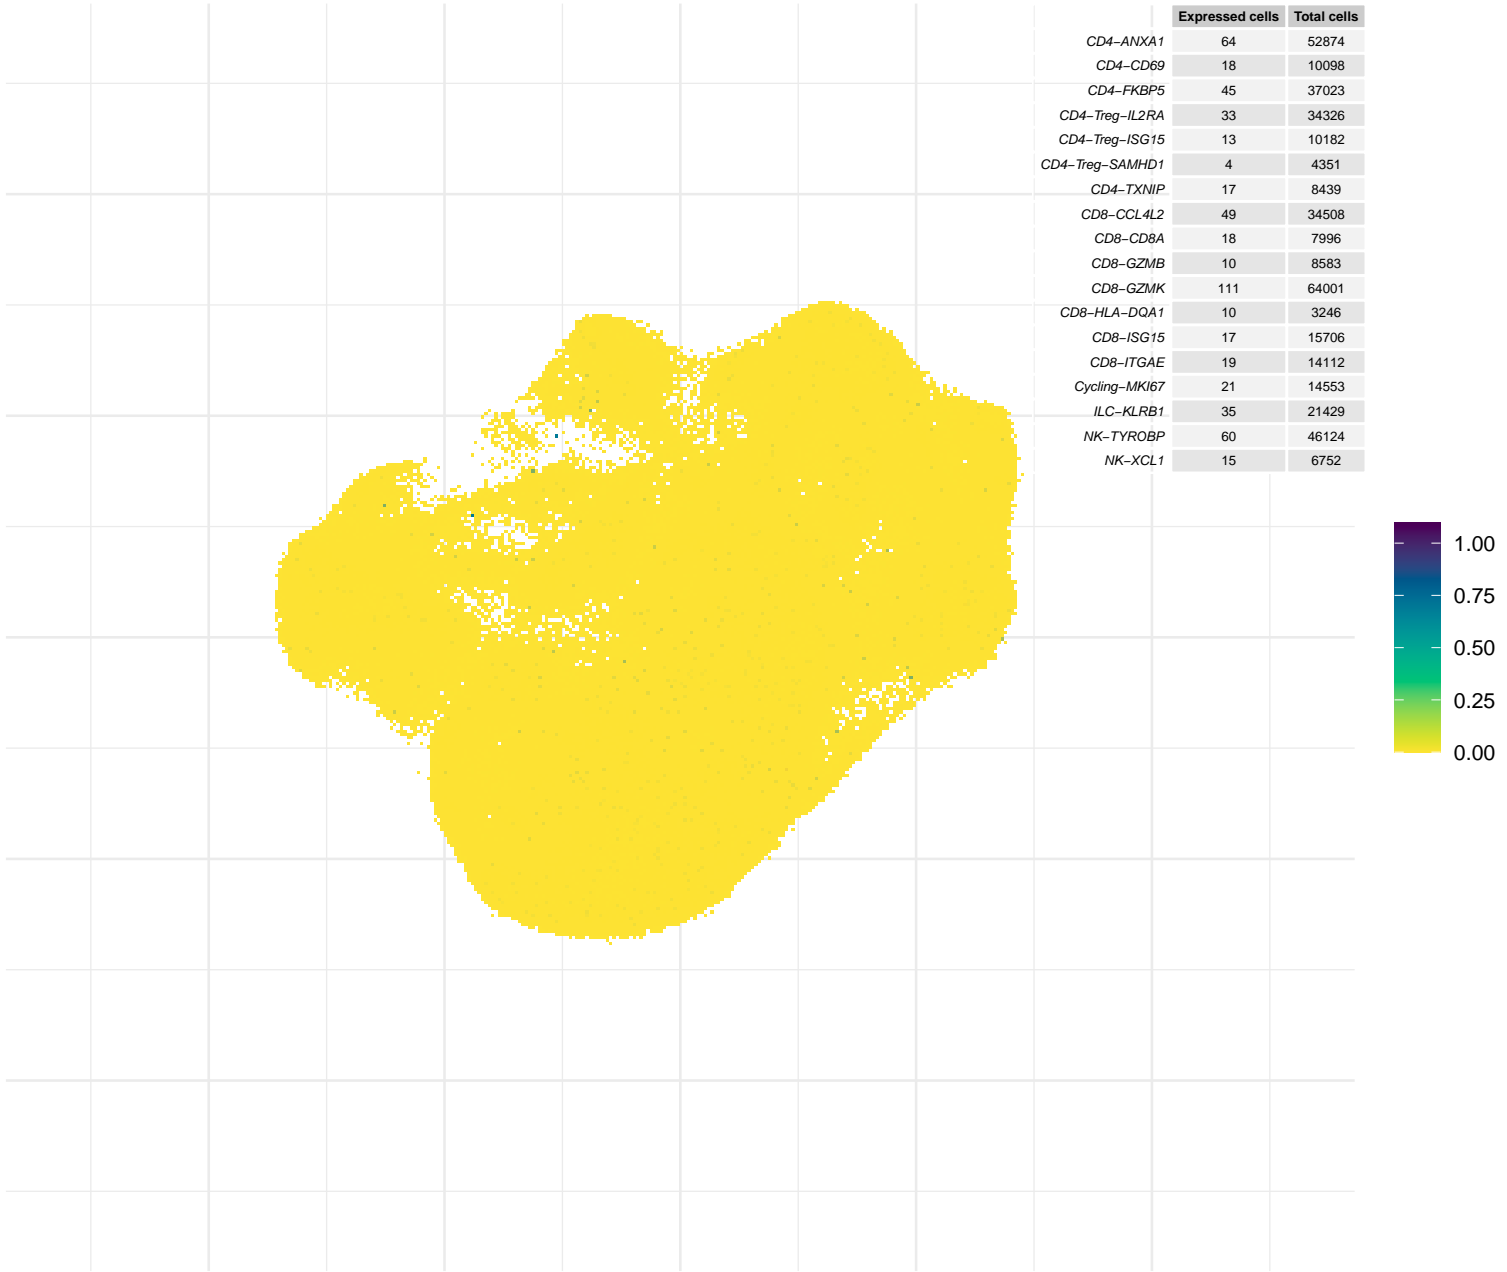 Expressed cells Total cells
CD4−ANXA1 64 52874
CD4−CD69 18 10098
CD4−FKBP5 45 37023
CD4−Treg−IL2RA 33 34326
CD4−Treg−ISG15 13 10182
CD4−Treg−SAMHD1 4 4351
CD4−TXNIP 17 8439
CD8−CCL4L2 49 34508
CD8−CD8A 18 7996
CD8−GZMB 10 8583
CD8−GZMK 111 64001
CD8−HLA−DQA1 10 3246
CD8−ISG15 17 15706
CD8−ITGAE 19 14112
Cycling−MKI67 21 14553
ILC−KLRB1 35 21429
NK−TYROBP 60 46124
NK−XCL1 15 6752
1.00
0.75
0.50
0.25
0.00